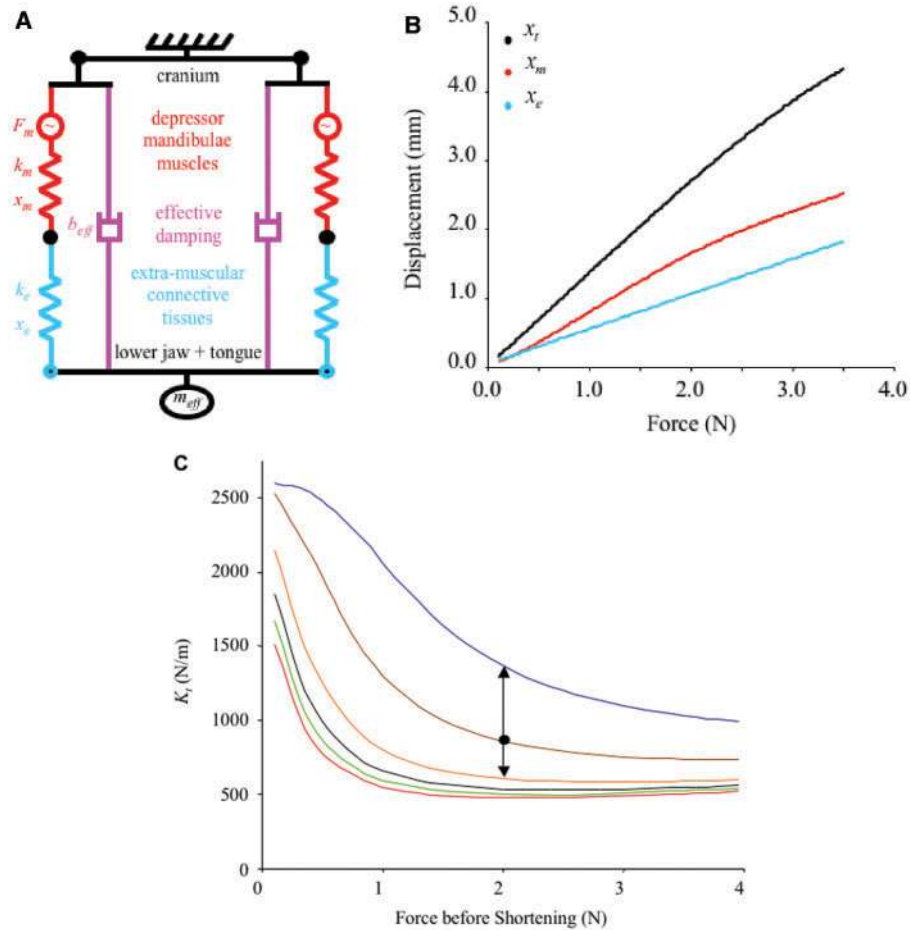 A
cranium
F_m
depressor
mandibulae
muscles
k_m
x_m
b_eff
effective
damping
k_e
extra-muscular
connective
tissues
x_e
lower jaw + tongue
m_eff
B
5.0
x_t
x_m
x_e
4.0
3.0
2.0
1.0
0.0
Displacement (mm)
0.0 1.0 2.0 3.0 4.0
Force (N)
C
2500
2000
1500
1000
500
0
K_t (N/m)
0 1 2 3 4
Force before Shortening (N)